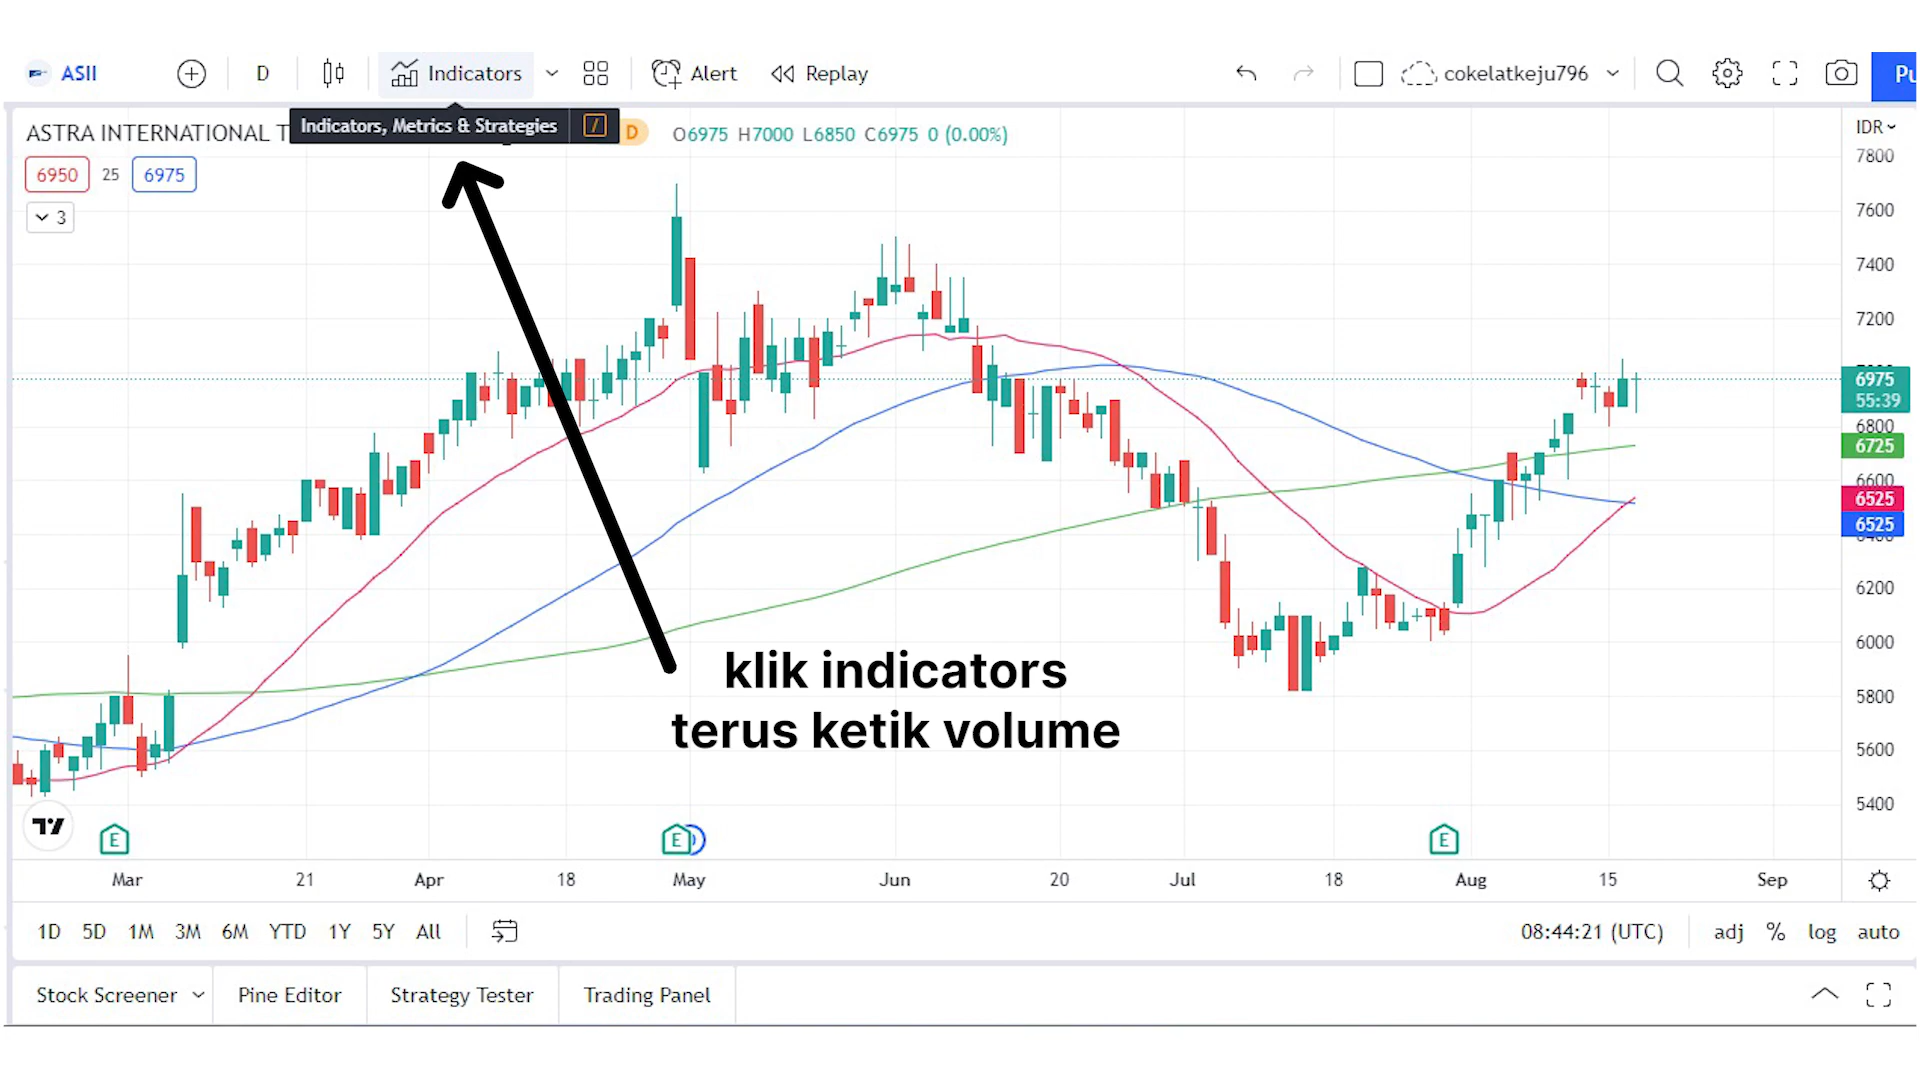 ASII
D
Indicators
Alert
Replay
cokelatkeju796
Pu
ASTRA INTERNATIONAL T
Indicators, Metrics & Strategies /
D
O6975 H7000 L6850 C6975 0 (0.00%)
IDR
6950 25 6975
3
7800
7600
7400
7200
6975
55:39
6800
6725
6600
6525
6525
6400
6200
6000
5800
5600
5400
klik indicators
terus ketik volume
E
E
E
Mar 21 Apr 18 May Jun 20 Jul 18 Aug 15 Sep
1D 5D 1M 3M 6M YTD 1Y 5Y All
08:44:21 (UTC) adj % log auto
Stock Screener Pine Editor Strategy Tester Trading Panel